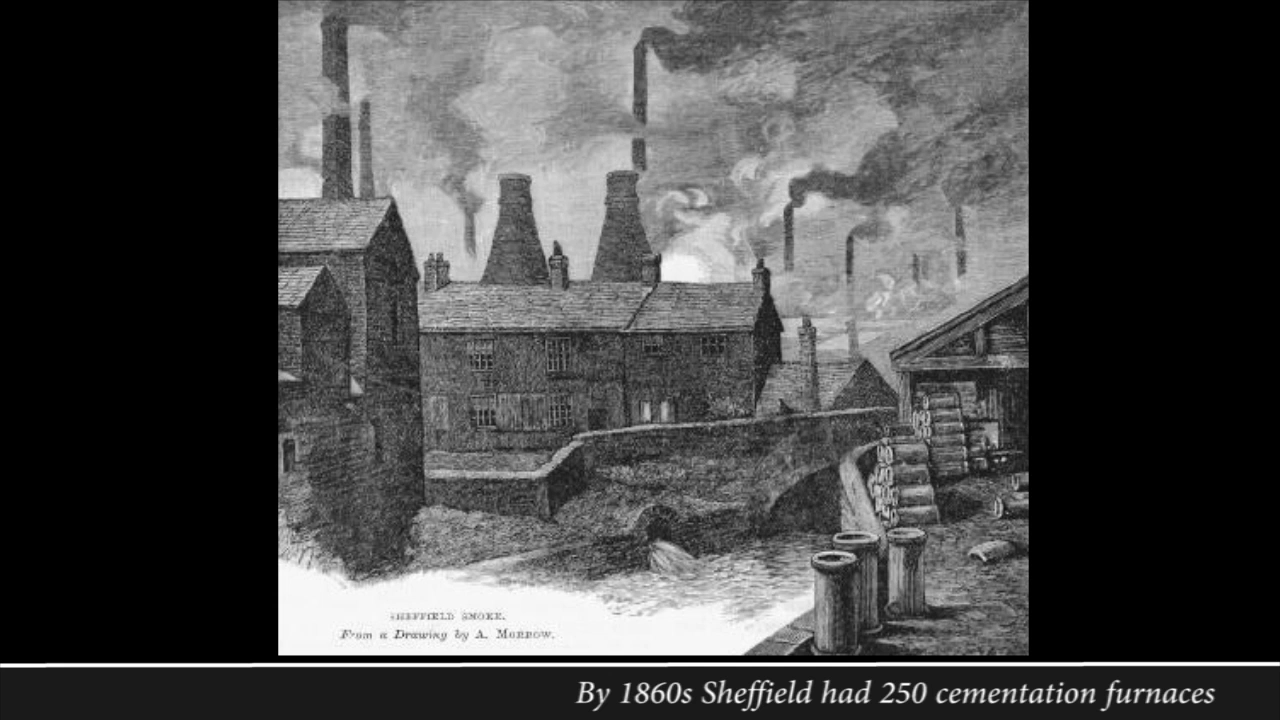 SHEFFIELD SMOKE.
From a Drawing by A. MORROW.
By 1860s Sheffield had 250 cementation furnaces